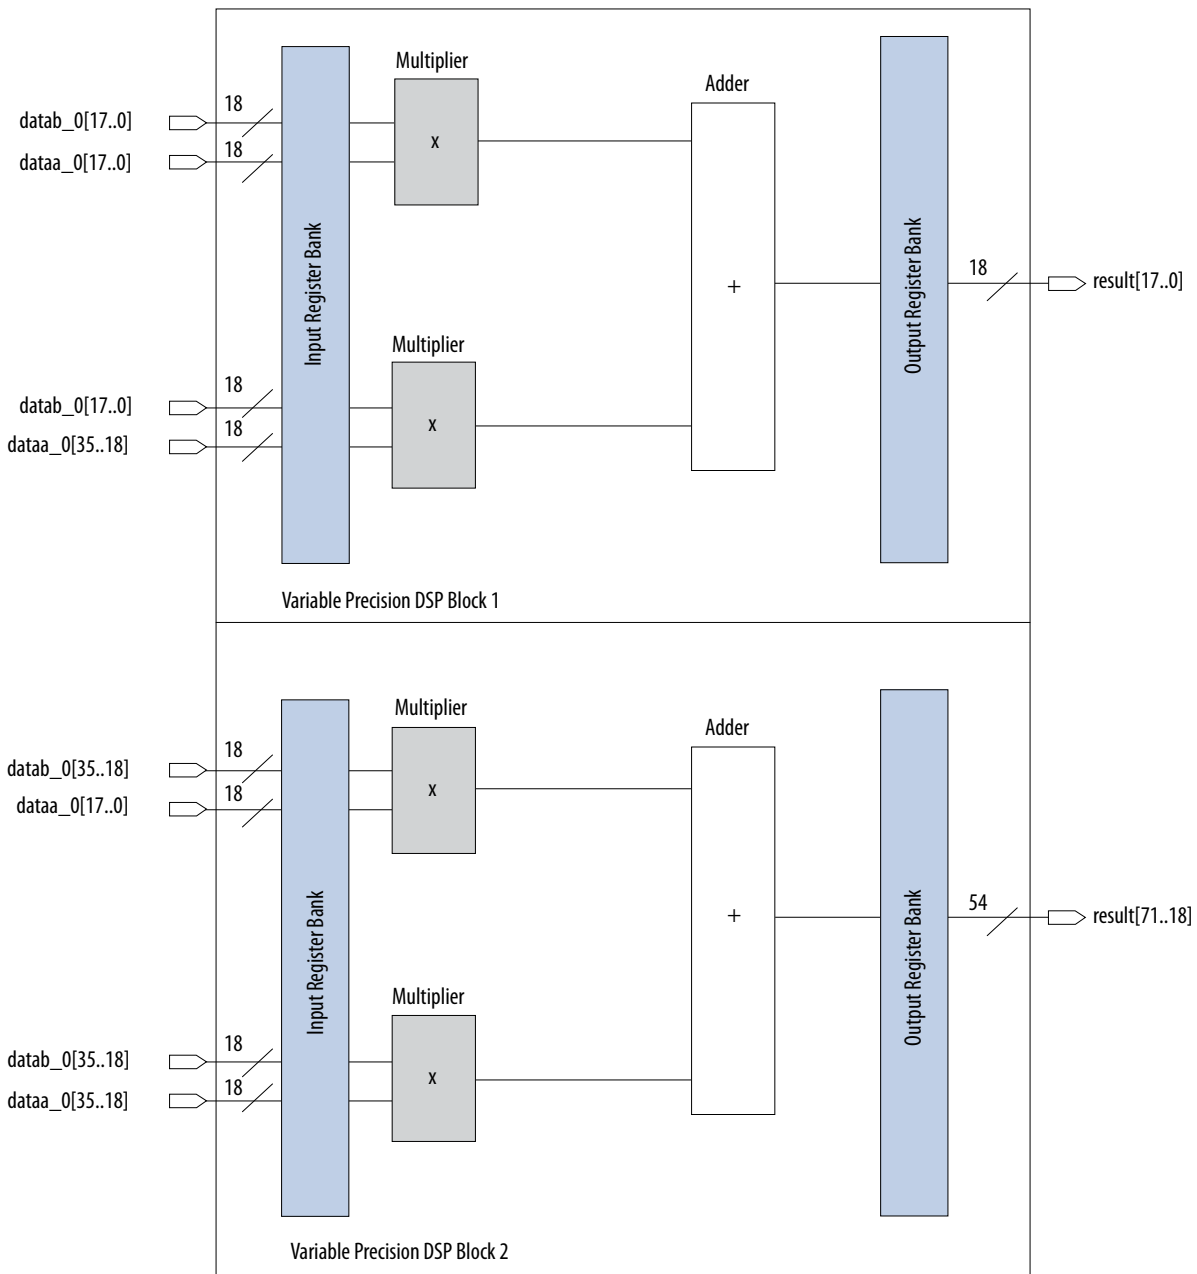 Multiplier
Adder
18
datab_0[17..0]
18
dataa_0[17..0]
x
Input Register Bank
Output Register Bank
18
result[17..0]
+
Multiplier
18
datab_0[17..0]
18
dataa_0[35..18]
x
Variable Precision DSP Block 1
Multiplier
Adder
18
datab_0[35..18]
18
dataa_0[17..0]
x
Input Register Bank
Output Register Bank
54
result[71..18]
+
Multiplier
18
datab_0[35..18]
18
dataa_0[35..18]
x
Variable Precision DSP Block 2